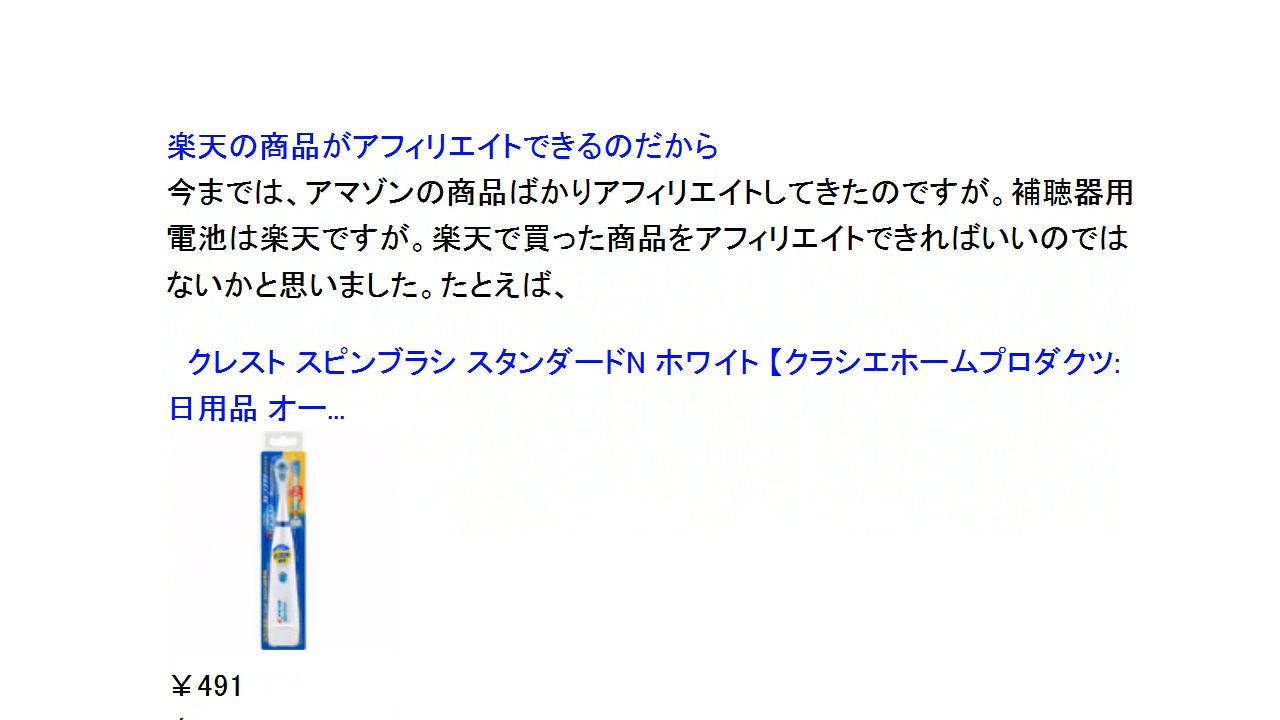 楽天の商品がアフィリエイトできるのだから
今までは、アマゾンの商品ばかりアフィリエイトしてきたのですが。補聴器用
電池は楽天ですが。楽天で買った商品をアフィリエイトできればいいのでは
ないかと思いました。たとえば、
クレスト スピンブラシ スタンダードN ホワイト【クラシエホームプロダクツ:
日用品 オー...
￥491